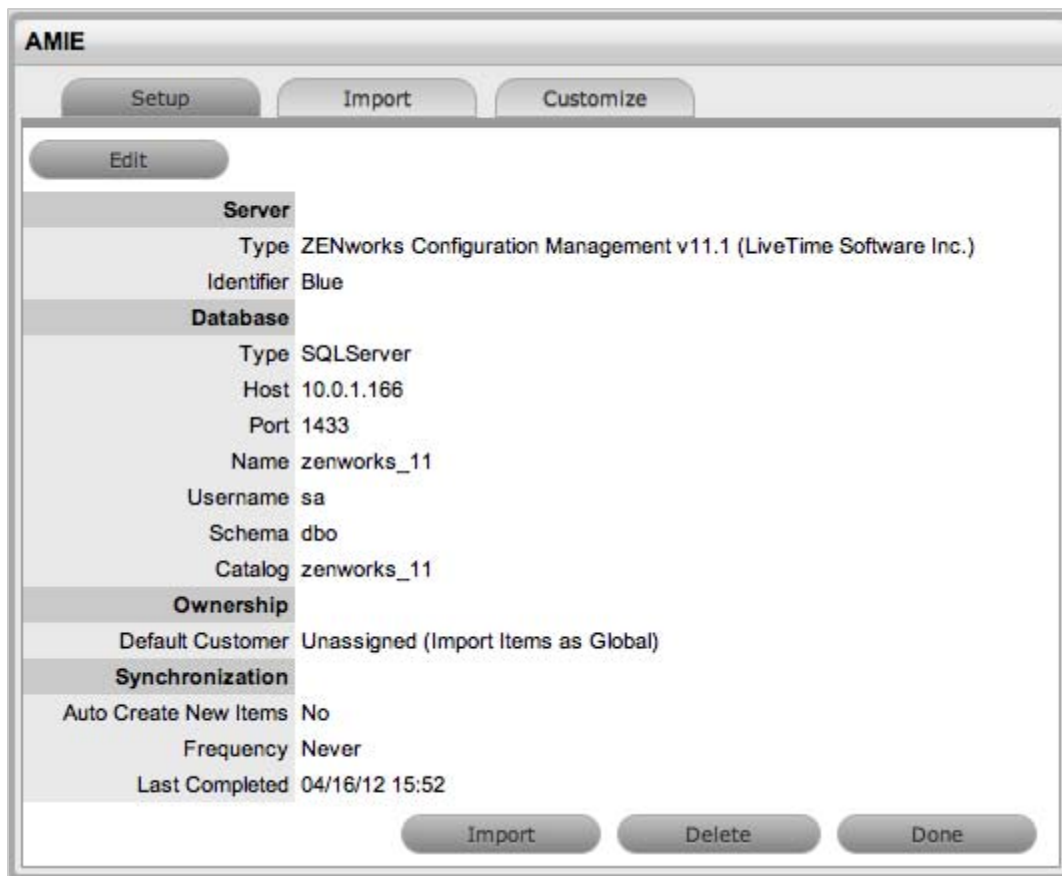 AMIE
Setup Import Customize
Edit
Server
Type ZENworks Configuration Management v11.1 (LiveTime Software Inc.)
Identifier Blue
Database
Type SQLServer
Host 10.0.1.166
Port 1433
Name zenworks_11
Username sa
Schema dbo
Catalog zenworks_11
Ownership
Default Customer Unassigned (Import Items as Global)
Synchronization
Auto Create New Items No
Frequency Never
Last Completed 04/16/12 15:52
Import Delete Done